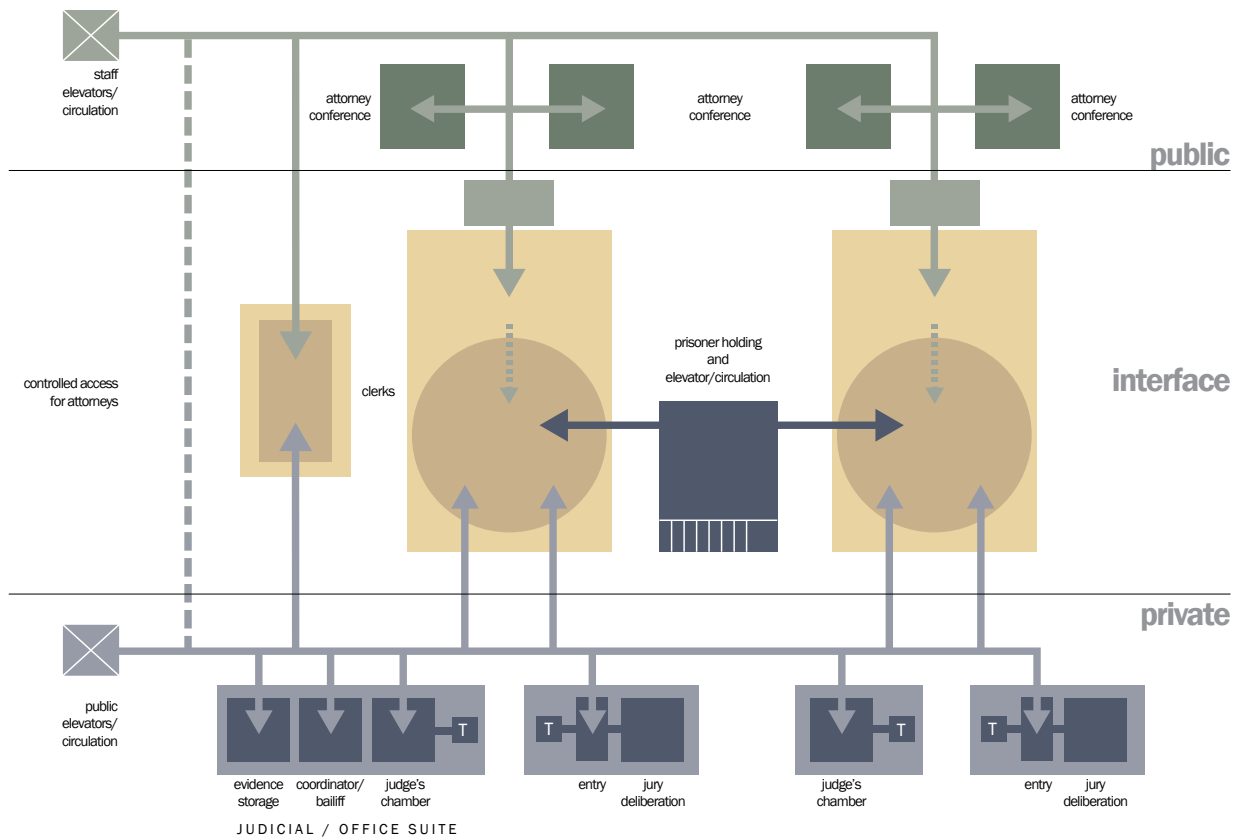 staff
elevators/
circulation
attorney
conference
attorney
conference
attorney
conference
public
prisoner holding
and
elevator/circulation
controlled access
for attorneys
clerks
interface
private
public
elevators/
circulation
T
T
T
T
evidence
storage
coordinator/
bailiff
judge's
chamber
entry
jury
deliberation
judge's
chamber
entry
jury
deliberation
JUDICIAL / OFFICE SUITE